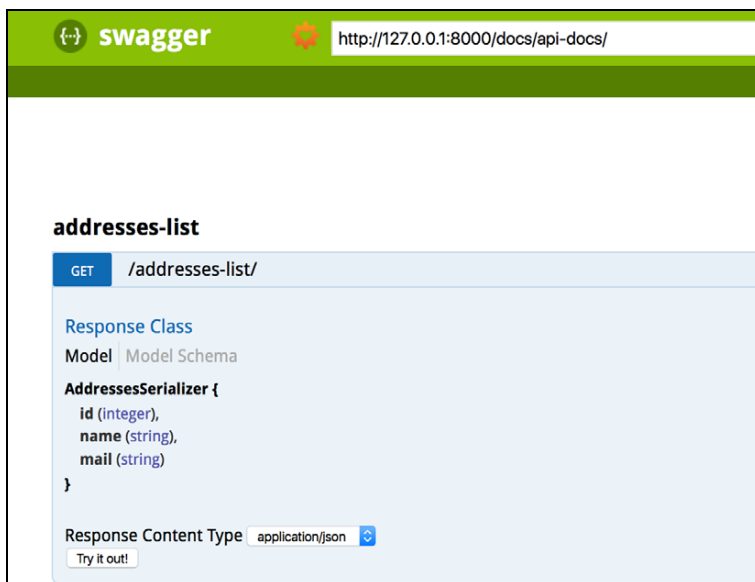 {··} swagger http://127.0.0.1:8000/docs/api-docs/
addresses-list
GET /addresses-list/
Response Class
Model Model Schema
AddressesSerializer {
id (integer),
name (string),
mail (string)
}
Response Content Type application/json
Try it out!